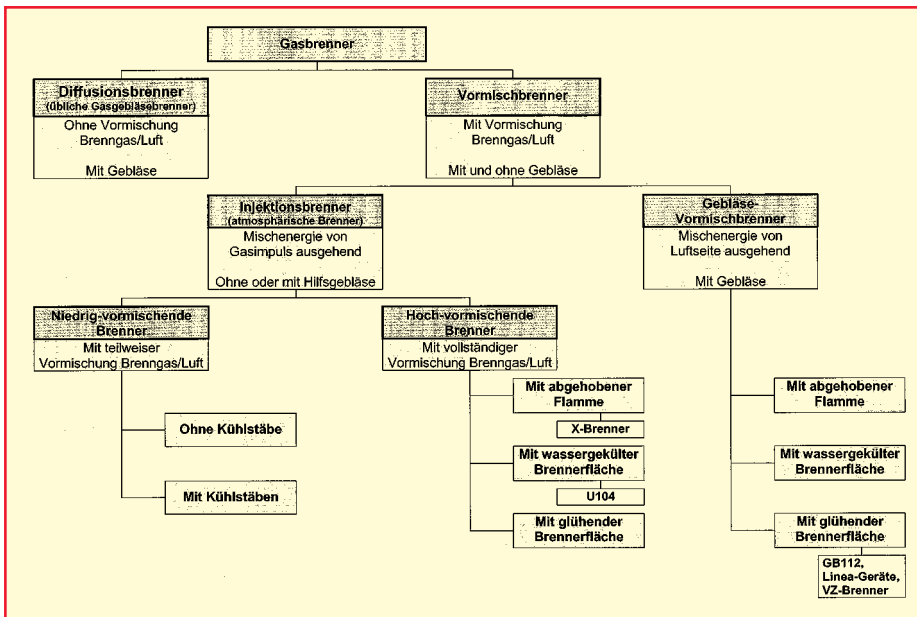 Gasbrenner
Diffusionsbrenner
(übliche Gasgebläsebrenner)
Ohne Vormischung
Brenngas/Luft
Mit Gebläse
Vormischbrenner
Mit Vormischung
Brenngas/Luft
Mit und ohne Gebläse
Injektionsbrenner
(atmosphärische Brenner)
Mischenergie von
Gasimpuls ausgehend
Ohne oder mit Hilfsgebläse
Gebläse-
Vormischbrenner
Mischenergie von
Luftseite ausgehend
Mit Gebläse
Niedrig-vormischende
Brenner
Mit teilweiser
Vormischung Brenngas/Luft
Hoch-vormischende
Brenner
Mit vollständiger
Vormischung Brenngas/Luft
Ohne Kühlstäbe
Mit Kühlstäben
Mit abgehobener
Flamme
X-Brenner
Mit wassergekülter
Brennerfläche
U104
Mit glühender
Brennerfläche
Mit abgehobener
Flamme
Mit wassergekülter
Brennerfläche
Mit glühender
Brennerfläche
GB112,
Linea-Geräte,
VZ-Brenner